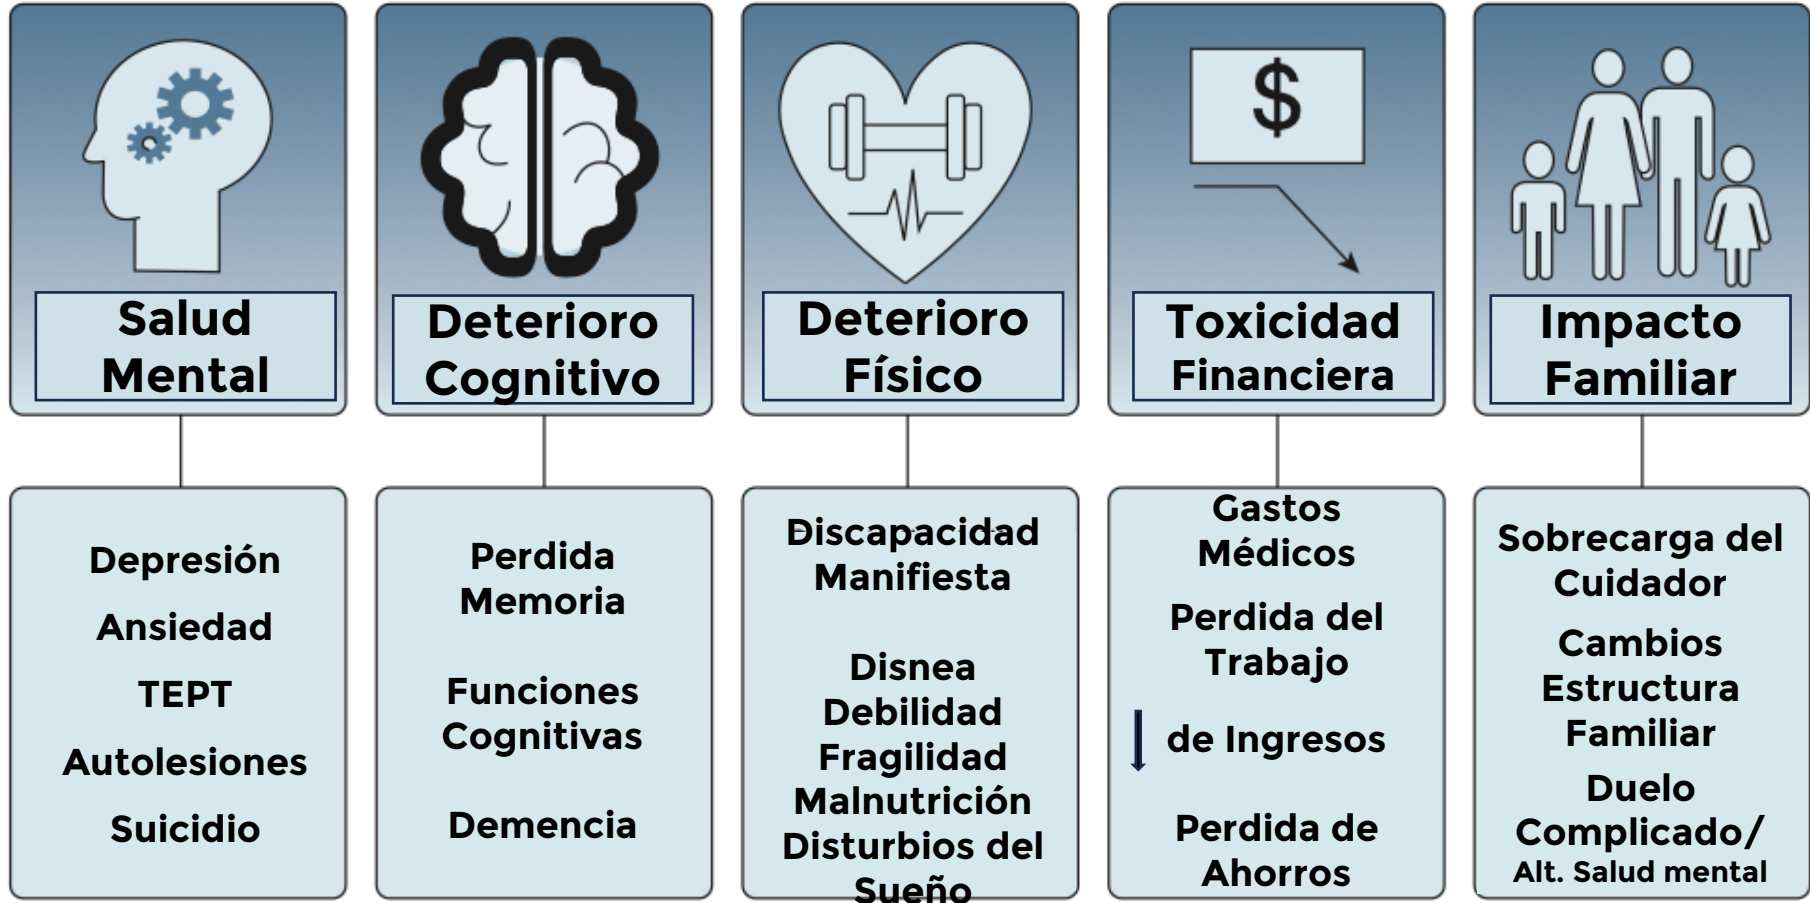 Salud
Mental
Deterioro
Cognitivo
Deterioro
Físico
$
Toxicidad
Financiera
Impacto
Familiar
Depresión
Ansiedad
TEPT
Autolesiones
Suicidio
Perdida
Memoria
Funciones
Cognitivas
Demencia
Discapacidad
Manifiesta
Disnea
Debilidad
Fragilidad
Malnutrición
Disturbios del
Sueño
Gastos
Médicos
Perdida del
Trabajo
de Ingresos
Perdida de
Ahorros
Sobrecarga del
Cuidador
Cambios
Estructura
Familiar
Duelo
Complicado/
Alt. Salud mental